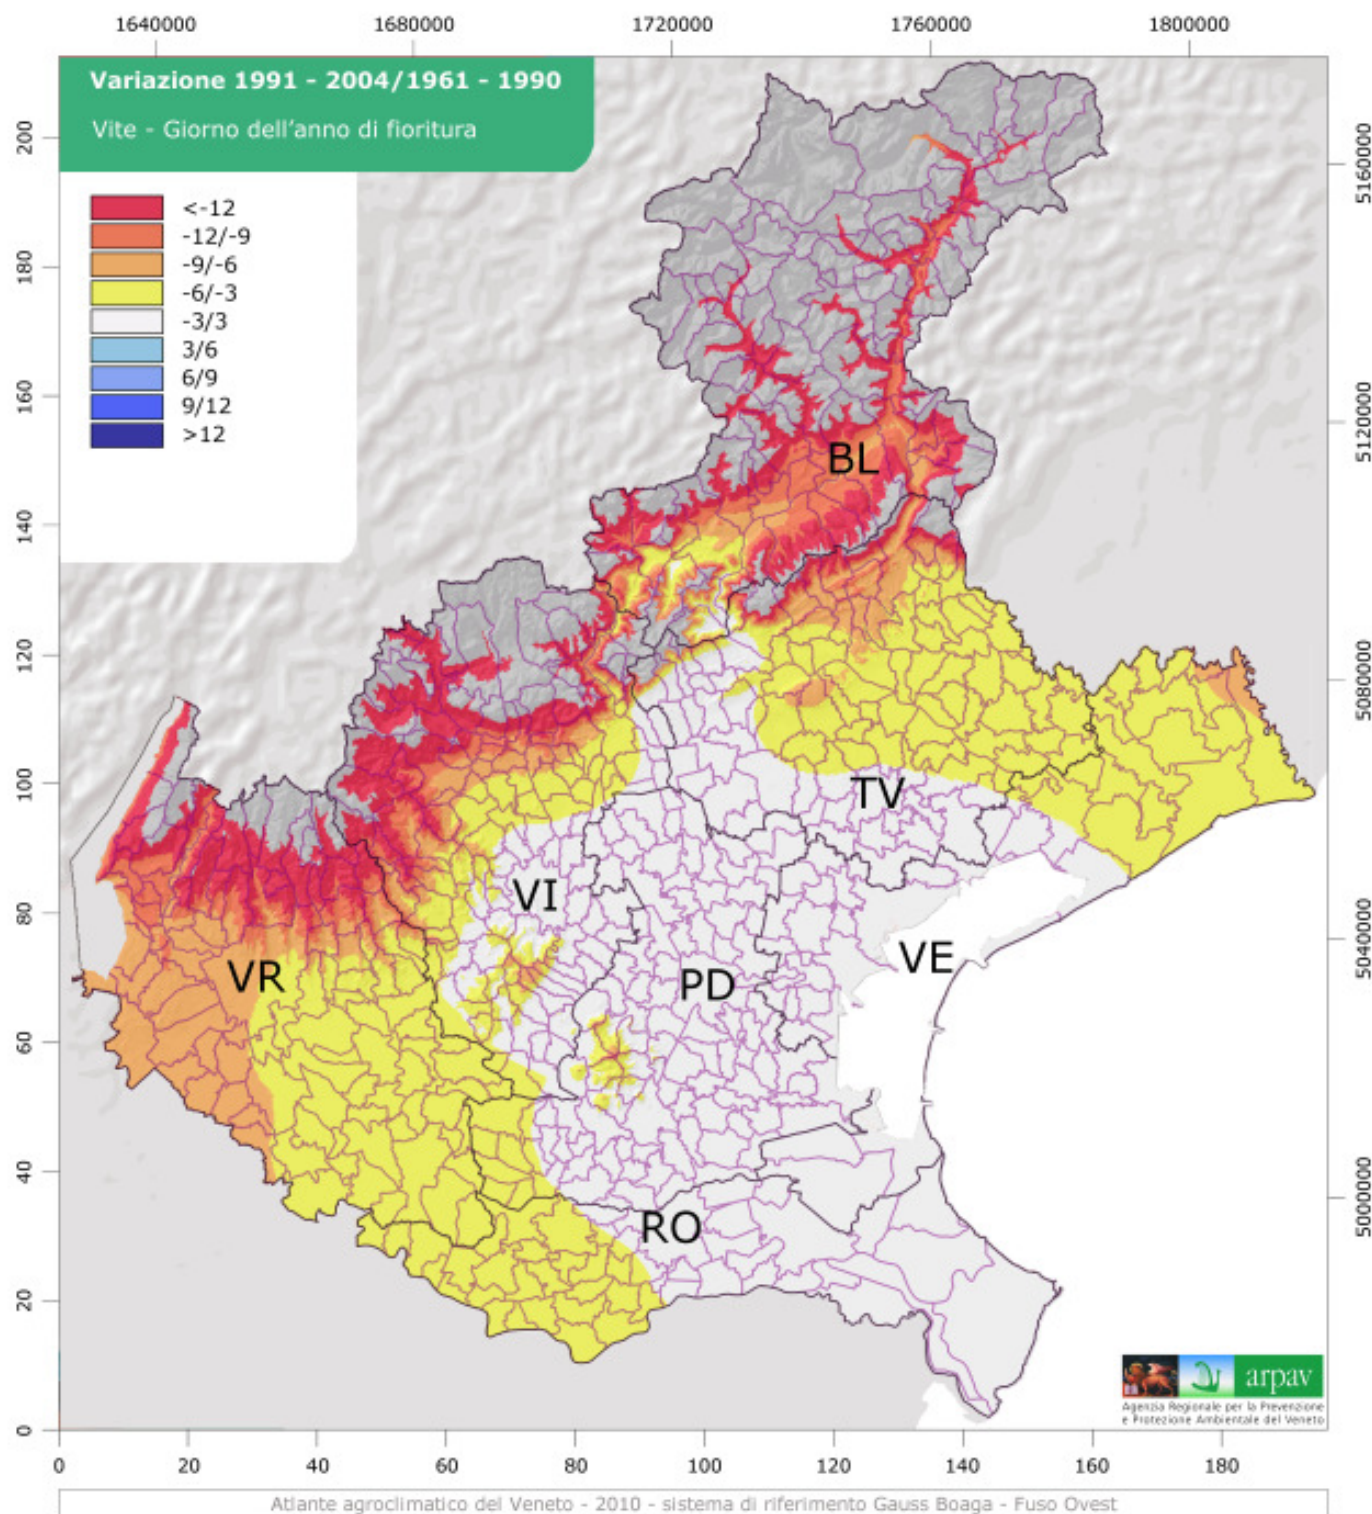 1640000 1680000 1720000 1760000 1800000
Variazione 1991 - 2004/1961 - 1990
Vite - Giorno dell'anno di fioritura
<-12
-12/-9
-9/-6
-6/-3
-3/3
3/6
6/9
9/12
>12
200
180
160
140
120
100
80
60
40
20
0
5160000
5120000
5080000
5040000
5000000
BL
TV
VI
VE
VR
PD
RO
arpav
Agenzia Regionale per la Prevenzione
e Protezione Ambientale del Veneto
0 20 40 60 80 100 120 140 160 180
Atlante agroclimatico del Veneto - 2010 - sistema di riferimento Gauss Boaga - Fuso Ovest